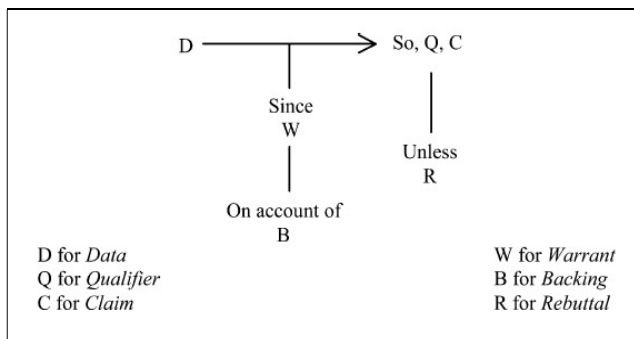 D
So, Q, C
Since
W
Unless
R
On account of
B
D for Data
Q for Qualifier
C for Claim
W for Warrant
B for Backing
R for Rebuttal